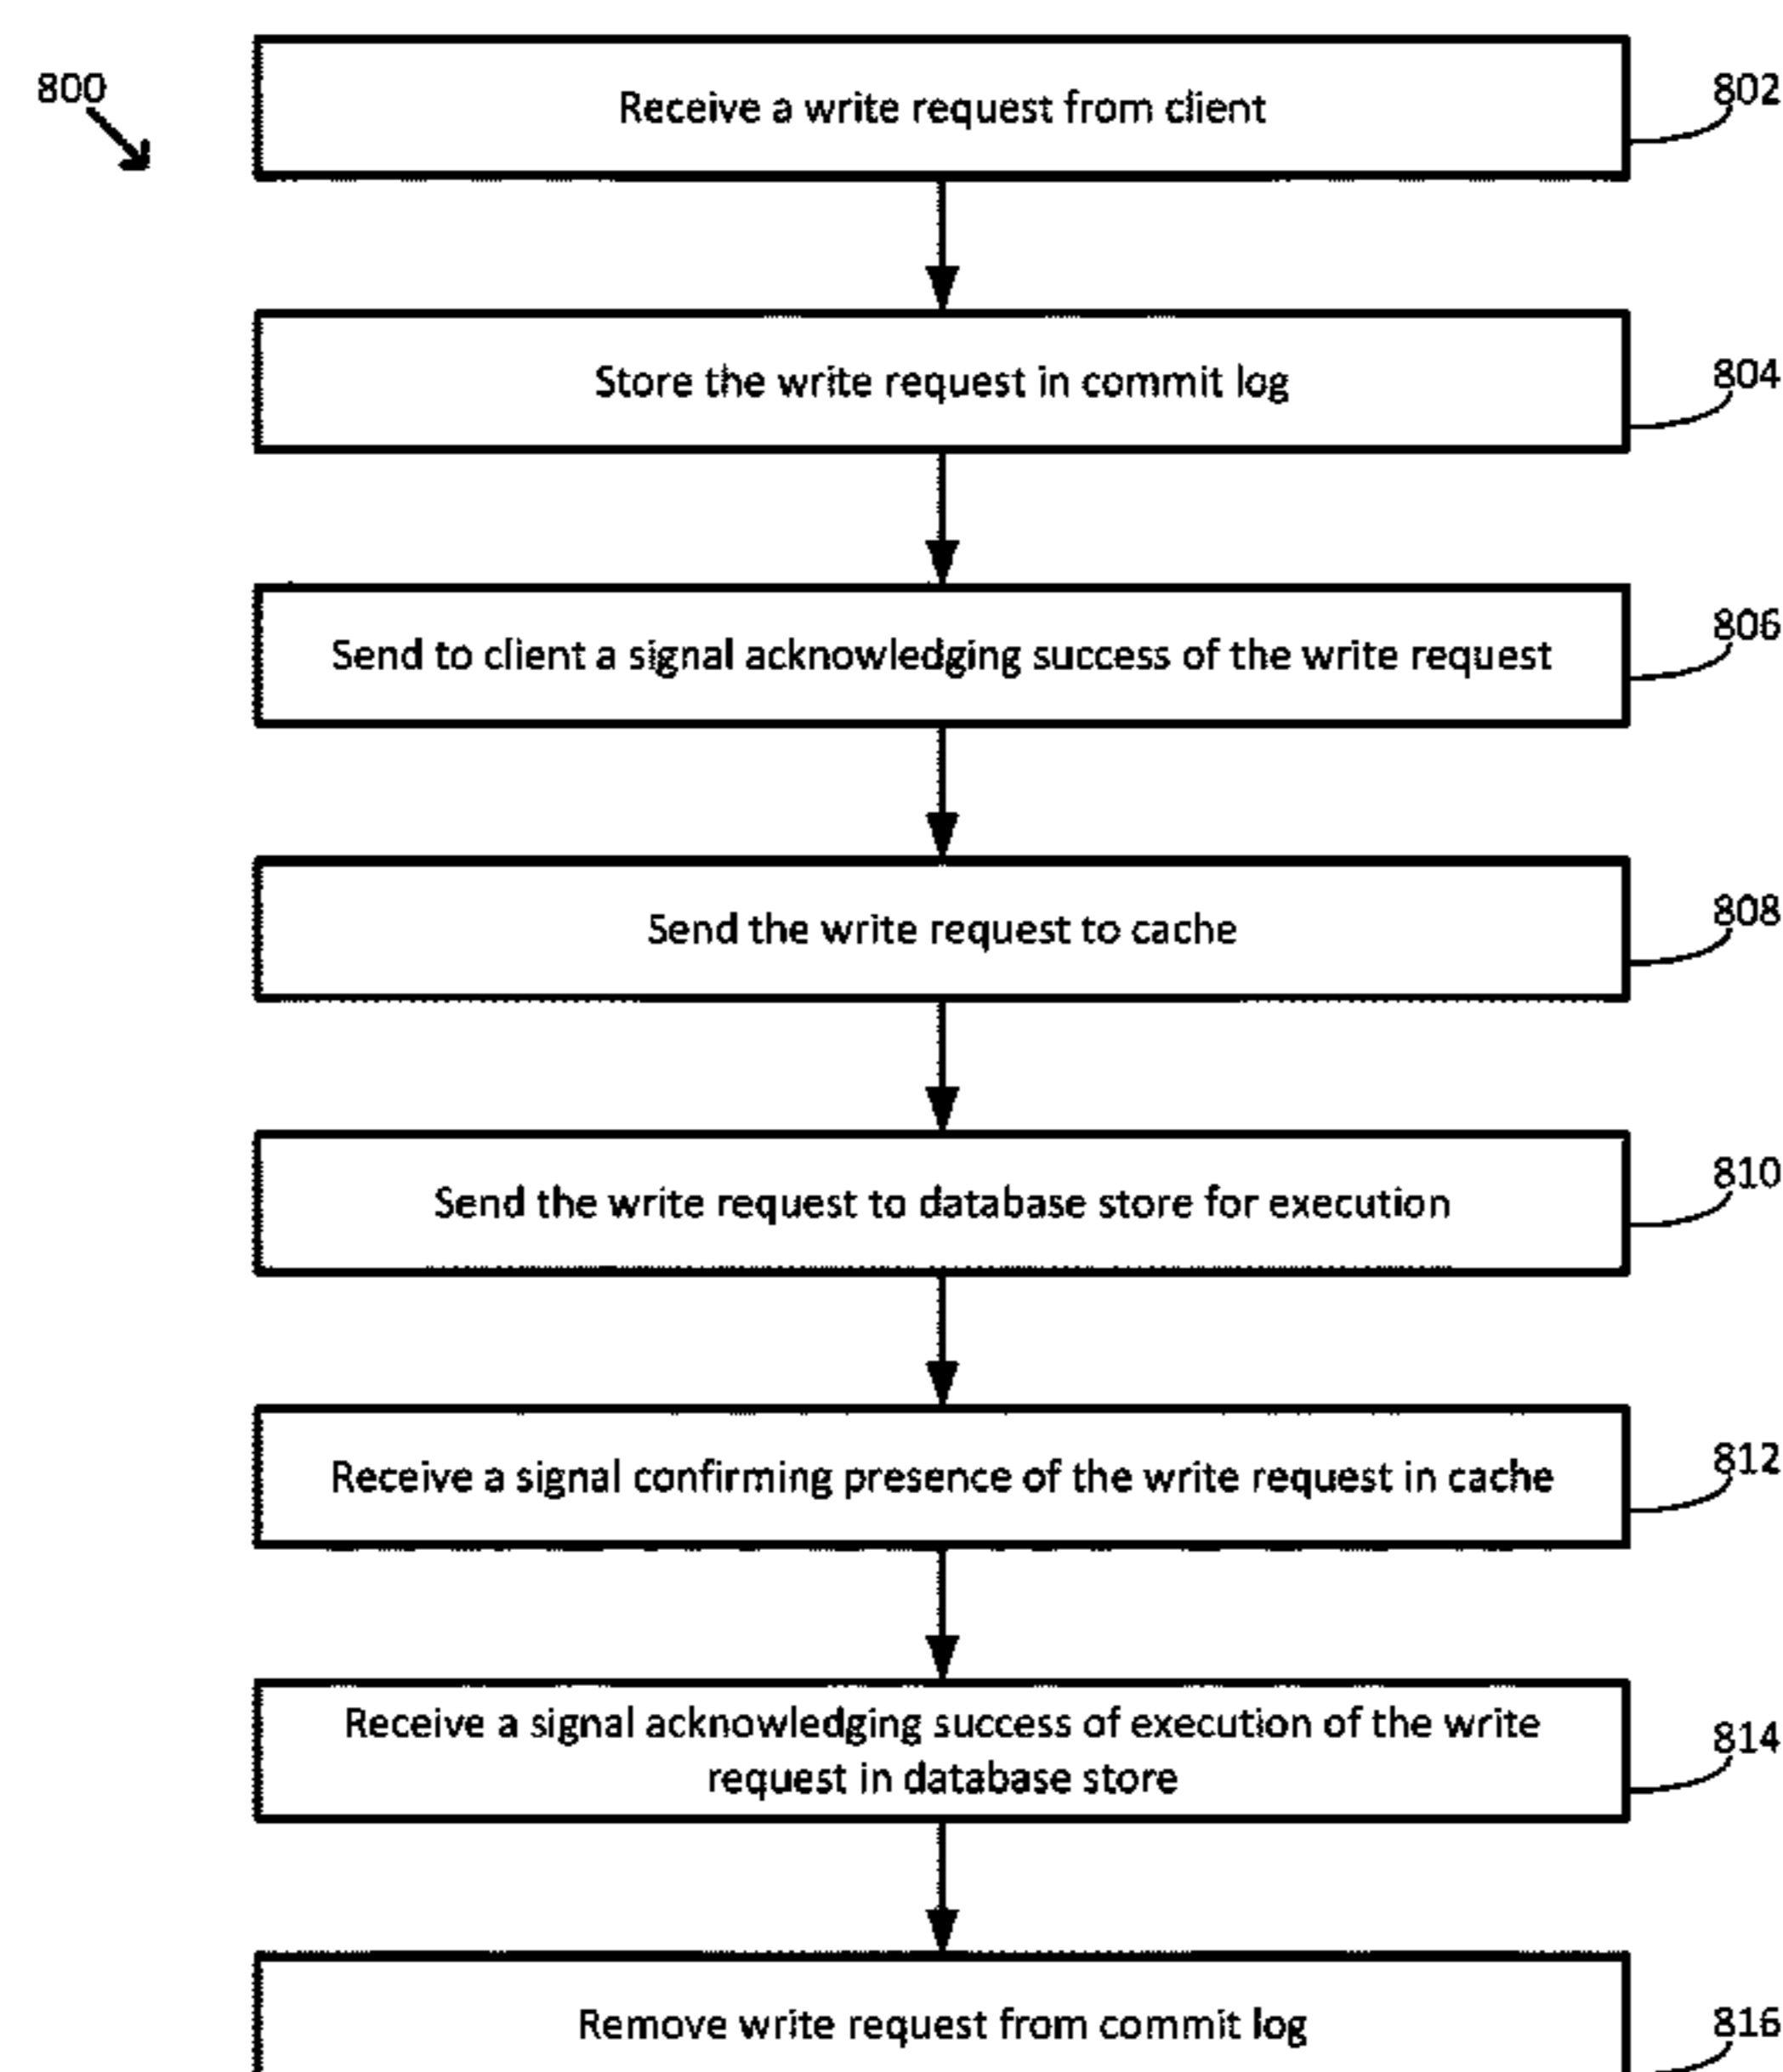 800
Receive a write request from client
802
Store the write request in commit log
804
Send to client a signal acknowledging success of the write request
806
Send the write request to cache
808
Send the write request to database store for execution
810
Receive a signal confirming presence of the write request in cache
812
Receive a signal acknowledging success of execution of the write
request in database store
814
Remove write request from commit log
816